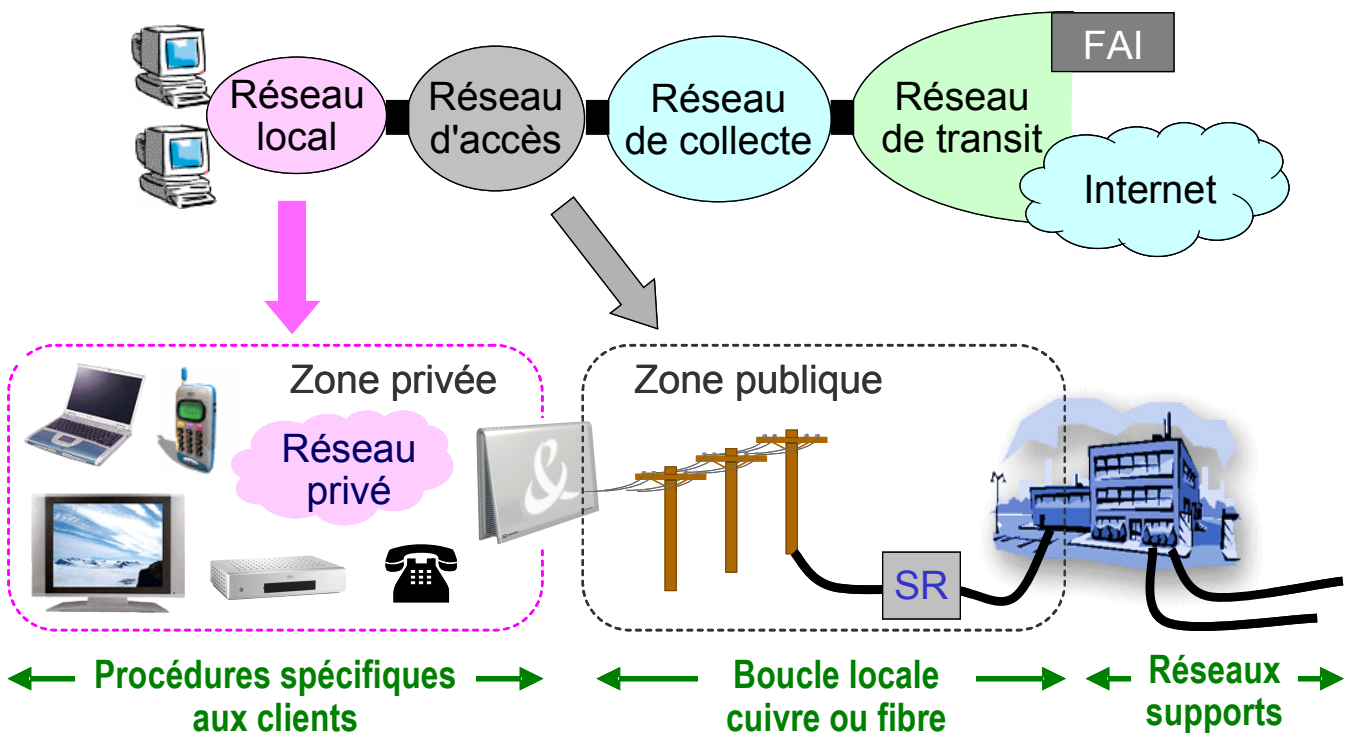 FAI
Réseau
local
Réseau
d'accès
Réseau
de collecte
Réseau
de transit
Internet
Zone privée
Réseau
privé
Zone publique
&
SR
Procédures spécifiques
aux clients
Boucle locale
cuivre ou fibre
Réseaux
supports